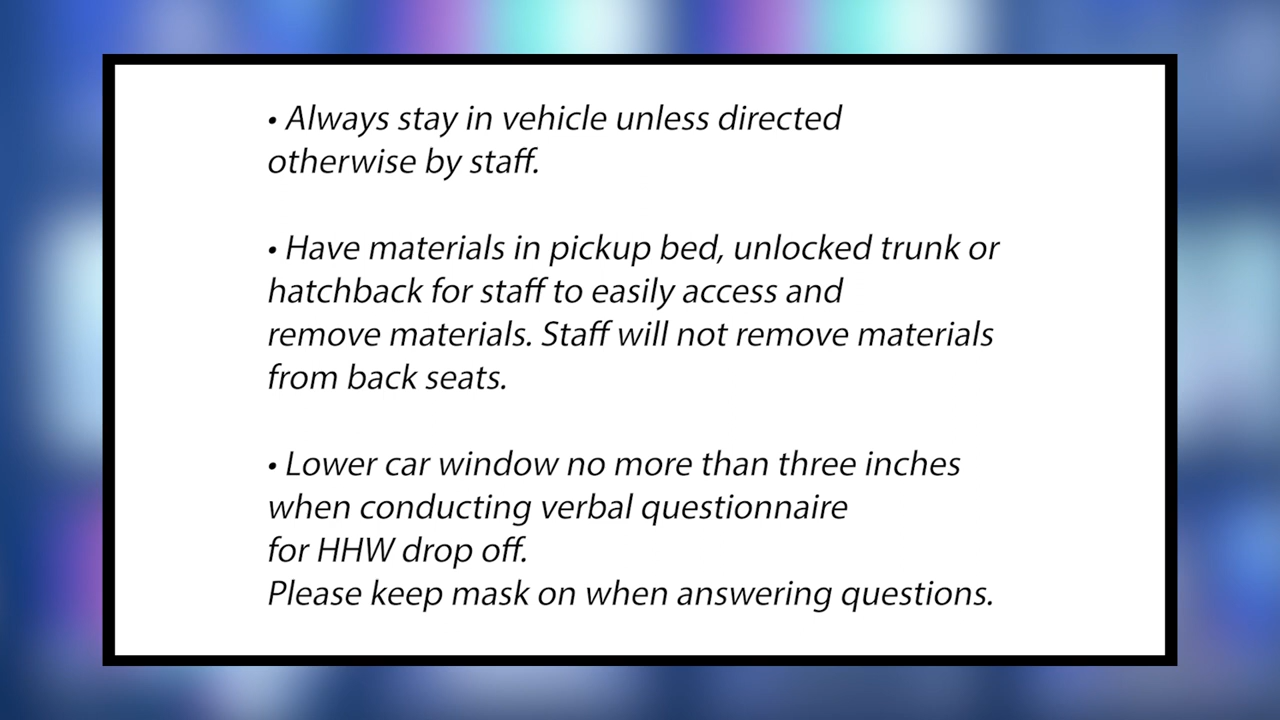 • Always stay in vehicle unless directed
otherwise by staff.
• Have materials in pickup bed, unlocked trunk or
hatchback for staff to easily access and
remove materials. Staff will not remove materials
from back seats.
• Lower car window no more than three inches
when conducting verbal questionnaire
for HHW drop off.
Please keep mask on when answering questions.